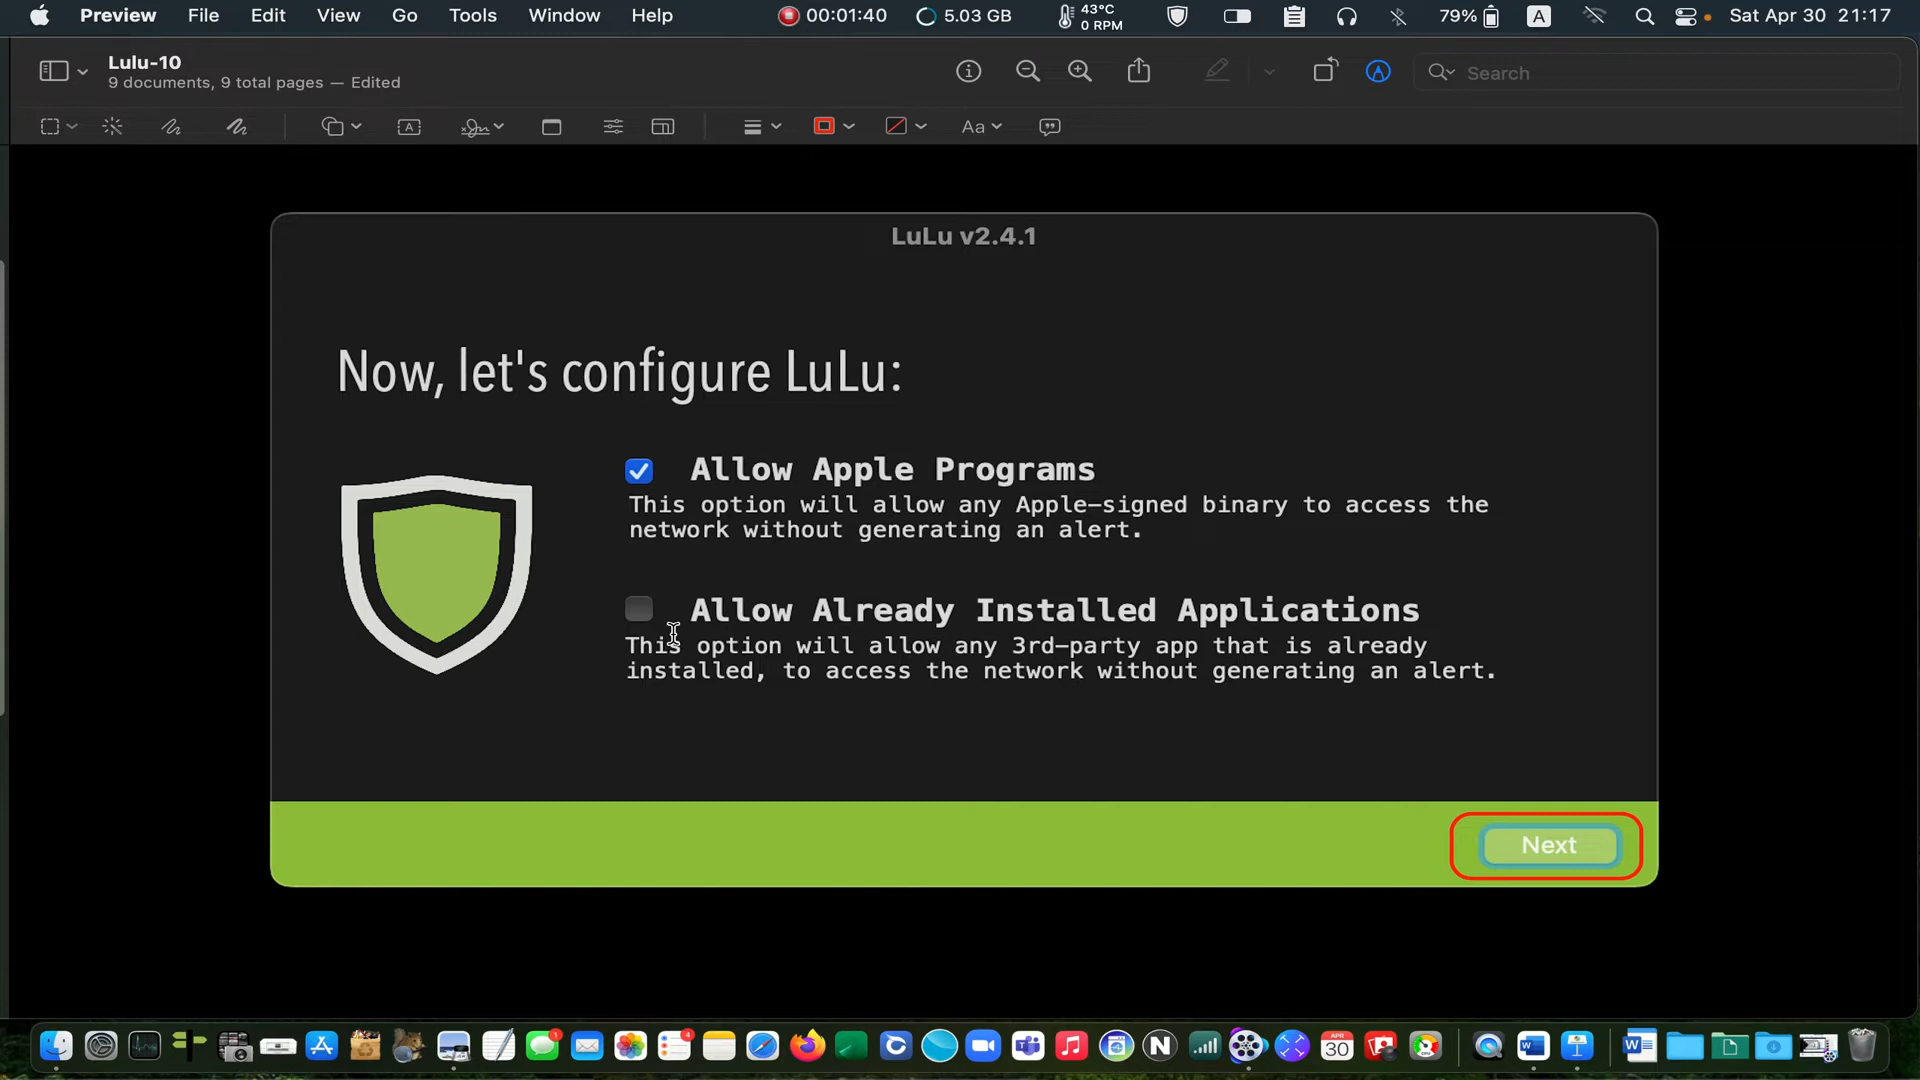 Preview File Edit View Go Tools Window Help 00:01:40 5.03 GB 43°C 79% A Sat Apr 30 21:17
0 RPM
Lulu-10
9 documents, 9 total pages — Edited
Search
A
Aa
LuLu v2.4.1
Now, let's configure LuLu:
Allow Apple Programs
This option will allow any Apple-signed binary to access the
network without generating an alert.
Allow Already Installed Applications
This option will allow any 3rd-party app that is already
installed, to access the network without generating an alert.
Next
1
4
APR
30
N
W
W